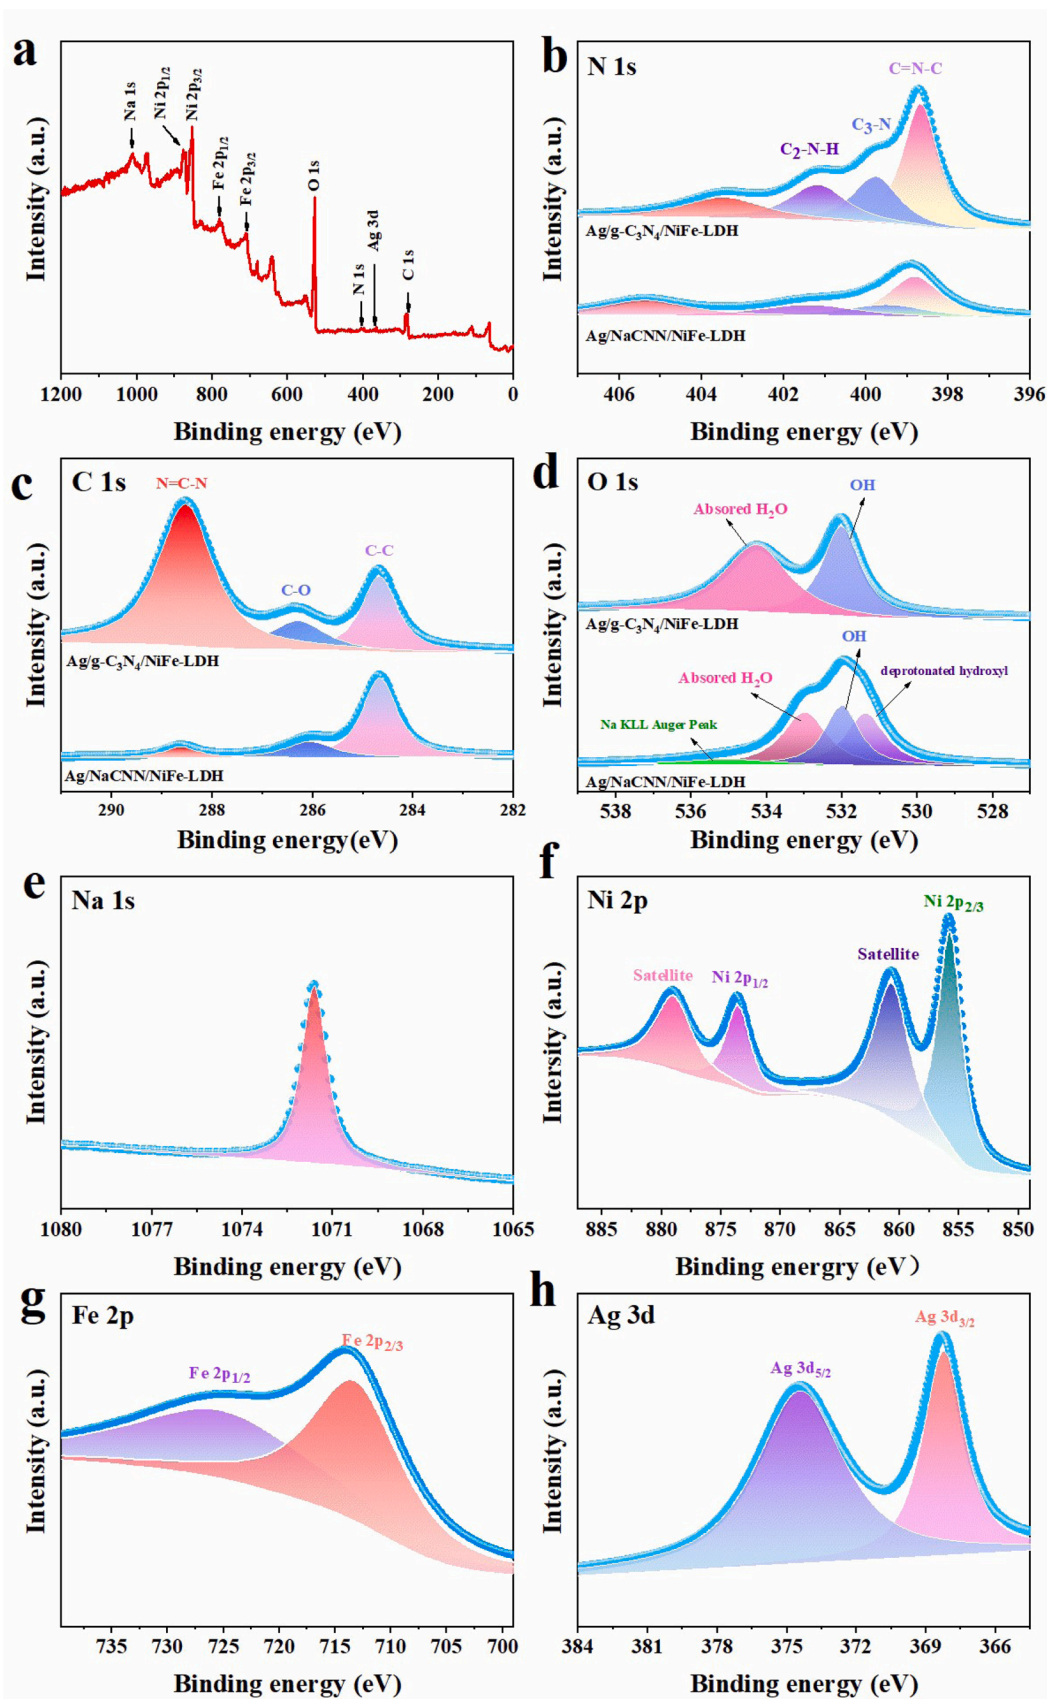 a
Na 1s
Ni 2p1/2
Ni 2p3/2
Fe 2p1/2
Fe 2p3/2
O 1s
N 1s
Ag 3d
C 1s
Intensity (a.u.)
1200 1000 800 600 400 200 0
Binding energy (eV)
b
N 1s
C=N-C
C3-N
C2-N-H
Ag/g-C3N4/NiFe-LDH
Ag/NaCNN/NiFe-LDH
Intensity (a.u.)
406 404 402 400 398 396
Binding energy (eV)
c
C 1s
N=C-N
C-O
C-C
Ag/g-C3N4/NiFe-LDH
Ag/NaCNN/NiFe-LDH
Intensity (a.u.)
290 288 286 284 282
Binding energy(eV)
d
O 1s
OH
Absored H2O
Ag/g-C3N4/NiFe-LDH
OH
deprotonated hydroxyl
Absored H2O
Na KLL Auger Peak
Ag/NaCNN/NiFe-LDH
Intensity (a.u.)
538 536 534 532 530 528
Binding energy (eV)
e
Na 1s
Intensity (a.u.)
1080 1077 1074 1071 1068 1065
Binding energy (eV)
f
Ni 2p
Ni 2p2/3
Satellite
Satellite
Ni 2p1/2
Intersity (a.u.)
885 880 875 870 865 860 855 850
Binding energry (eV）
g
Fe 2p
Fe 2p2/3
Fe 2p1/2
Intensity (a.u.)
735 730 725 720 715 710 705 700
Binding energy (eV)
h
Ag 3d
Ag 3d3/2
Ag 3d5/2
Intensity (a.u.)
384 381 378 375 372 369 366
Binding energy (eV)